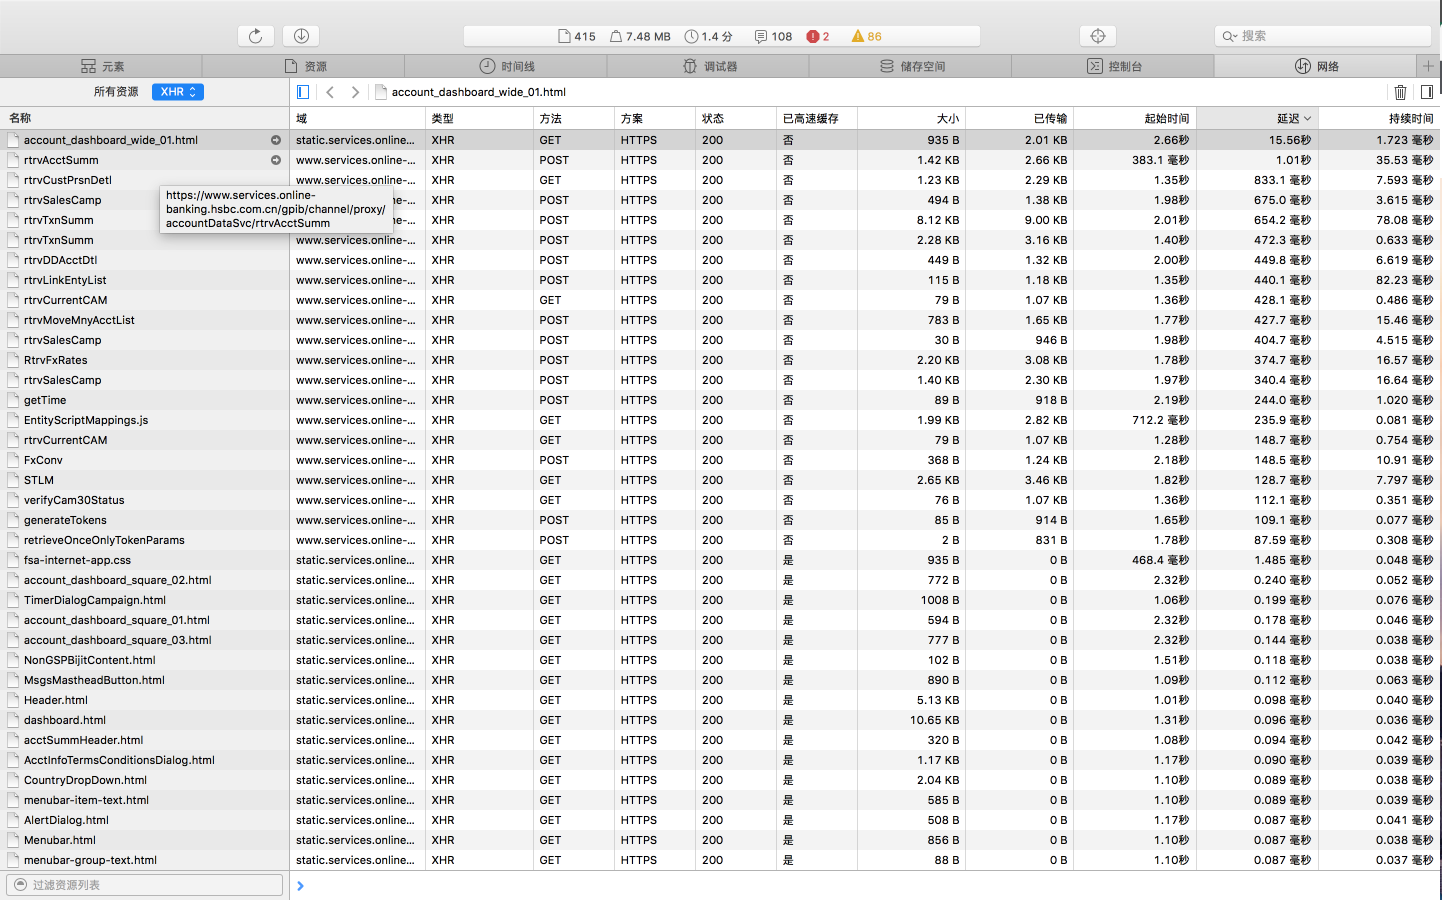 415 7.48 MB 1.4 分 108 2 86 搜索
元素 资源 时间线 调试器 储存空间 控制台 网络
所有资源 XHR account_dashboard_wide_01.html
名称 域 类型 方法 方案 状态 已高速缓存 大小 已传输 起始时间 延迟 持续时间
account_dashboard_wide_01.html static.services.online... XHR GET HTTPS 200 否 935 B 2.01 KB 2.66秒 15.56秒 1.723 毫秒
rtrvAcctSumm www.services.online-... XHR POST HTTPS 200 否 1.42 KB 2.66 KB 383.1 毫秒 1.01秒 35.53 毫秒
rtrvCustPrsnDetl www.services.online-... XHR GET HTTPS 200 否 1.23 KB 2.29 KB 1.35秒 833.1 毫秒 7.593 毫秒
https://www.services.online-
banking.hsbc.com.cn/gpib/channel/proxy/
accountDataSvc/rtrvAcctSumm
rtrvSalesCamp www.services.online-... XHR POST HTTPS 200 否 494 B 1.38 KB 1.98秒 675.0 毫秒 3.615 毫秒
rtrvTxnSumm www.services.online-... XHR POST HTTPS 200 否 8.12 KB 9.00 KB 2.01秒 654.2 毫秒 78.08 毫秒
rtrvTxnSumm www.services.online-... XHR POST HTTPS 200 否 2.28 KB 3.16 KB 1.40秒 472.3 毫秒 0.633 毫秒
rtrvDDAcctDtl www.services.online-... XHR POST HTTPS 200 否 449 B 1.32 KB 2.00秒 449.8 毫秒 6.619 毫秒
rtrvLinkEntyList www.services.online-... XHR POST HTTPS 200 否 115 B 1.18 KB 1.35秒 440.1 毫秒 82.23 毫秒
rtrvCurrentCAM www.services.online-... XHR GET HTTPS 200 否 79 B 1.07 KB 1.36秒 428.1 毫秒 0.486 毫秒
rtrvMoveMnyAcctList www.services.online-... XHR POST HTTPS 200 否 783 B 1.65 KB 1.77秒 427.7 毫秒 15.46 毫秒
rtrvSalesCamp www.services.online-... XHR POST HTTPS 200 否 30 B 946 B 1.98秒 404.7 毫秒 4.515 毫秒
RtrvFxRates www.services.online-... XHR POST HTTPS 200 否 2.20 KB 3.08 KB 1.78秒 374.7 毫秒 16.57 毫秒
rtrvSalesCamp www.services.online-... XHR POST HTTPS 200 否 1.40 KB 2.30 KB 1.97秒 340.4 毫秒 16.64 毫秒
getTime www.services.online-... XHR POST HTTPS 200 否 89 B 918 B 2.19秒 244.0 毫秒 1.020 毫秒
EntityScriptMappings.js www.services.online-... XHR GET HTTPS 200 否 1.99 KB 2.82 KB 712.2 毫秒 235.9 毫秒 0.081 毫秒
rtrvCurrentCAM www.services.online-... XHR GET HTTPS 200 否 79 B 1.07 KB 1.28秒 148.7 毫秒 0.754 毫秒
FxConv www.services.online-... XHR POST HTTPS 200 否 368 B 1.24 KB 2.18秒 148.5 毫秒 10.91 毫秒
STLM www.services.online-... XHR GET HTTPS 200 否 2.65 KB 3.46 KB 1.82秒 128.7 毫秒 7.797 毫秒
verifyCam30Status www.services.online-... XHR GET HTTPS 200 否 76 B 1.07 KB 1.36秒 112.1 毫秒 0.351 毫秒
generateTokens www.services.online-... XHR POST HTTPS 200 否 85 B 914 B 1.65秒 109.1 毫秒 0.077 毫秒
retrieveOnceOnlyTokenParams www.services.online-... XHR POST HTTPS 200 否 2 B 831 B 1.78秒 87.59 毫秒 0.308 毫秒
fsa-internet-app.css static.services.online... XHR GET HTTPS 200 是 935 B 0 B 468.4 毫秒 1.485 毫秒 0.048 毫秒
account_dashboard_square_02.html static.services.online... XHR GET HTTPS 200 是 772 B 0 B 2.32秒 0.240 毫秒 0.052 毫秒
TimerDialogCampaign.html static.services.online... XHR GET HTTPS 200 是 1008 B 0 B 1.06秒 0.199 毫秒 0.076 毫秒
account_dashboard_square_01.html static.services.online... XHR GET HTTPS 200 是 594 B 0 B 2.32秒 0.178 毫秒 0.046 毫秒
account_dashboard_square_03.html static.services.online... XHR GET HTTPS 200 是 777 B 0 B 2.32秒 0.144 毫秒 0.038 毫秒
NonGSPBijitContent.html static.services.online... XHR GET HTTPS 200 是 102 B 0 B 1.51秒 0.118 毫秒 0.038 毫秒
MsgsMastheadButton.html static.services.online... XHR GET HTTPS 200 是 890 B 0 B 1.09秒 0.112 毫秒 0.063 毫秒
Header.html static.services.online... XHR GET HTTPS 200 是 5.13 KB 0 B 1.01秒 0.098 毫秒 0.040 毫秒
dashboard.html static.services.online... XHR GET HTTPS 200 是 10.65 KB 0 B 1.31秒 0.096 毫秒 0.036 毫秒
acctSummHeader.html static.services.online... XHR GET HTTPS 200 是 320 B 0 B 1.08秒 0.094 毫秒 0.042 毫秒
AcctInfoTermsConditionsDialog.html static.services.online... XHR GET HTTPS 200 是 1.17 KB 0 B 1.17秒 0.090 毫秒 0.039 毫秒
CountryDropDown.html static.services.online... XHR GET HTTPS 200 是 2.04 KB 0 B 1.10秒 0.089 毫秒 0.038 毫秒
menubar-item-text.html static.services.online... XHR GET HTTPS 200 是 585 B 0 B 1.10秒 0.089 毫秒 0.039 毫秒
AlertDialog.html static.services.online... XHR GET HTTPS 200 是 508 B 0 B 1.17秒 0.087 毫秒 0.041 毫秒
Menubar.html static.services.online... XHR GET HTTPS 200 是 856 B 0 B 1.10秒 0.087 毫秒 0.038 毫秒
menubar-group-text.html static.services.online... XHR GET HTTPS 200 是 88 B 0 B 1.10秒 0.087 毫秒 0.037 毫秒
过滤资源列表